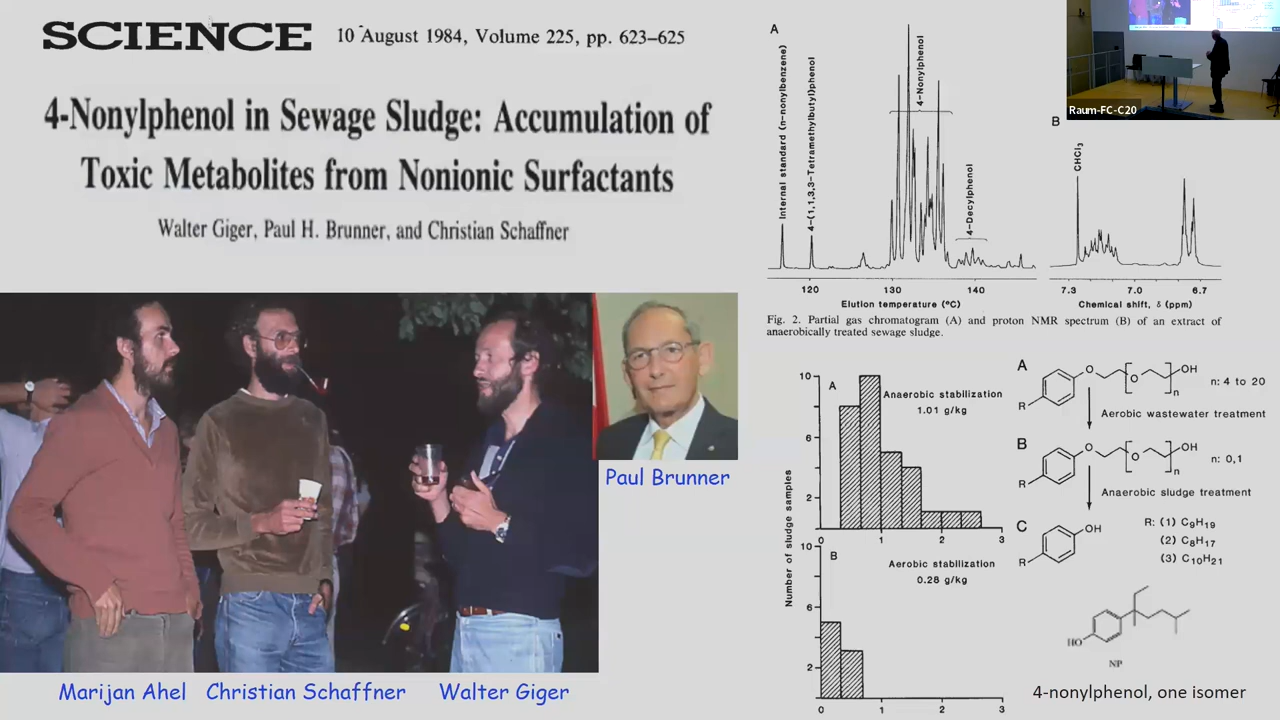 SCIENCE 10 August 1984, Volume 225, pp. 623–625
4-Nonylphenol in Sewage Sludge: Accumulation of
Toxic Metabolites from Nonionic Surfactants
Walter Giger, Paul H. Brunner, and Christian Schaffner
Paul Brunner
Marijan Ahel
Christian Schaffner
Walter Giger
A
Internal standard (n-nonylbenzene)
4-(1,1,3,3-Tetramethylbutyl)phenol
4-Nonylphenol
4-Decylphenol
120 130 140
Elution temperature (°C)
Raum-FC-C20
B
CHCl3
7.3 7.0 6.7
Chemical shift, δ (ppm)
Fig. 2. Partial gas chromatogram (A) and proton NMR spectrum (B) of an extract of
anaerobically treated sewage sludge.
Number of sludge samples
10
6
2
A
Anaerobic stabilization
1.01 g/kg
0 1 2 3
10
6
2
B
Aerobic stabilization
0.28 g/kg
0 1 2 3
A
R O O n OH
n: 4 to 20
Aerobic wastewater treatment
B
R O O n OH
n: 0,1
Anaerobic sludge treatment
C
R OH
R: (1) C9H19
(2) C8H17
(3) C10H21
HO
NP
4-nonylphenol, one isomer